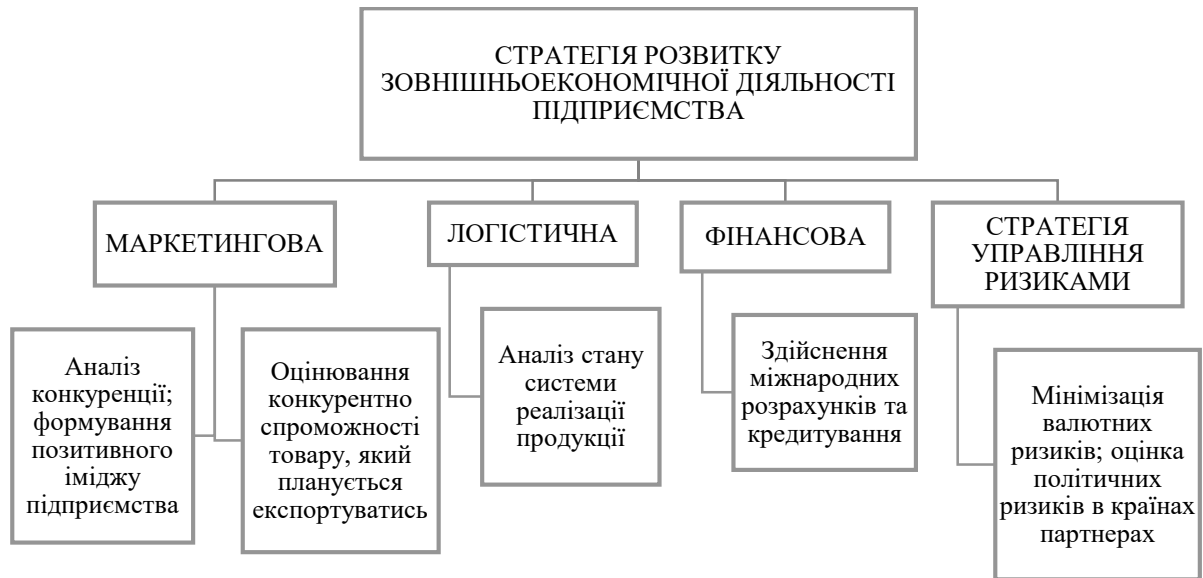 СТРАТЕГІЯ РОЗВИТКУ
ЗОВНІШНЬОЕКОНОМІЧНОЇ ДІЯЛЬНОСТІ
ПІДПРИЄМСТВА
МАРКЕТИНГОВА
ЛОГІСТИЧНА
ФІНАНСОВА
СТРАТЕГІЯ
УПРАВЛІННЯ
РИЗИКАМИ
Аналіз
конкуренції;
формування
позитивного
іміджу
підприємства
Оцінювання
конкурентно
спроможності
товару, який
планується
експортуватись
Аналіз стану
системи
реалізації
продукції
Здійснення
міжнародних
розрахунків та
кредитування
Мінімізація
валютних
ризиків; оцінка
політичних
ризиків в країнах
партнерах